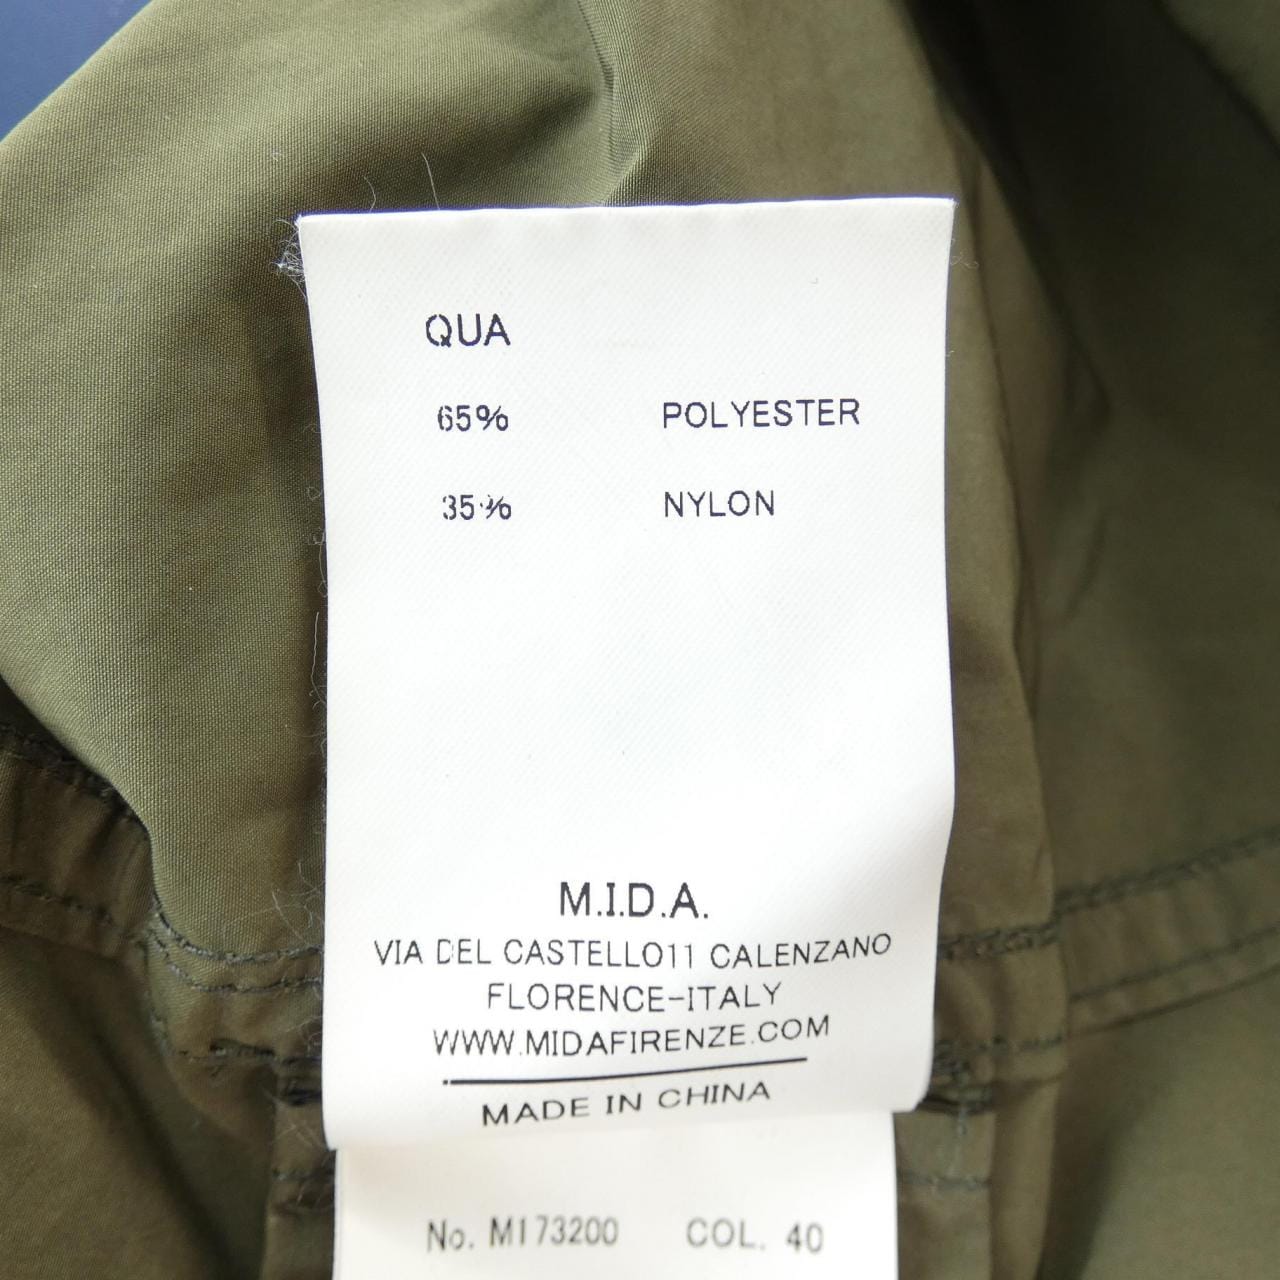 QUA
65% POLYESTER
35% NYLON
M.I.D.A.
VIA DEL CASTELLO11 CALENZANO
FLORENCE-ITALY
WWW.MIDAFIRENZE.COM
MADE IN CHINA
No. MI73200 COL. 40